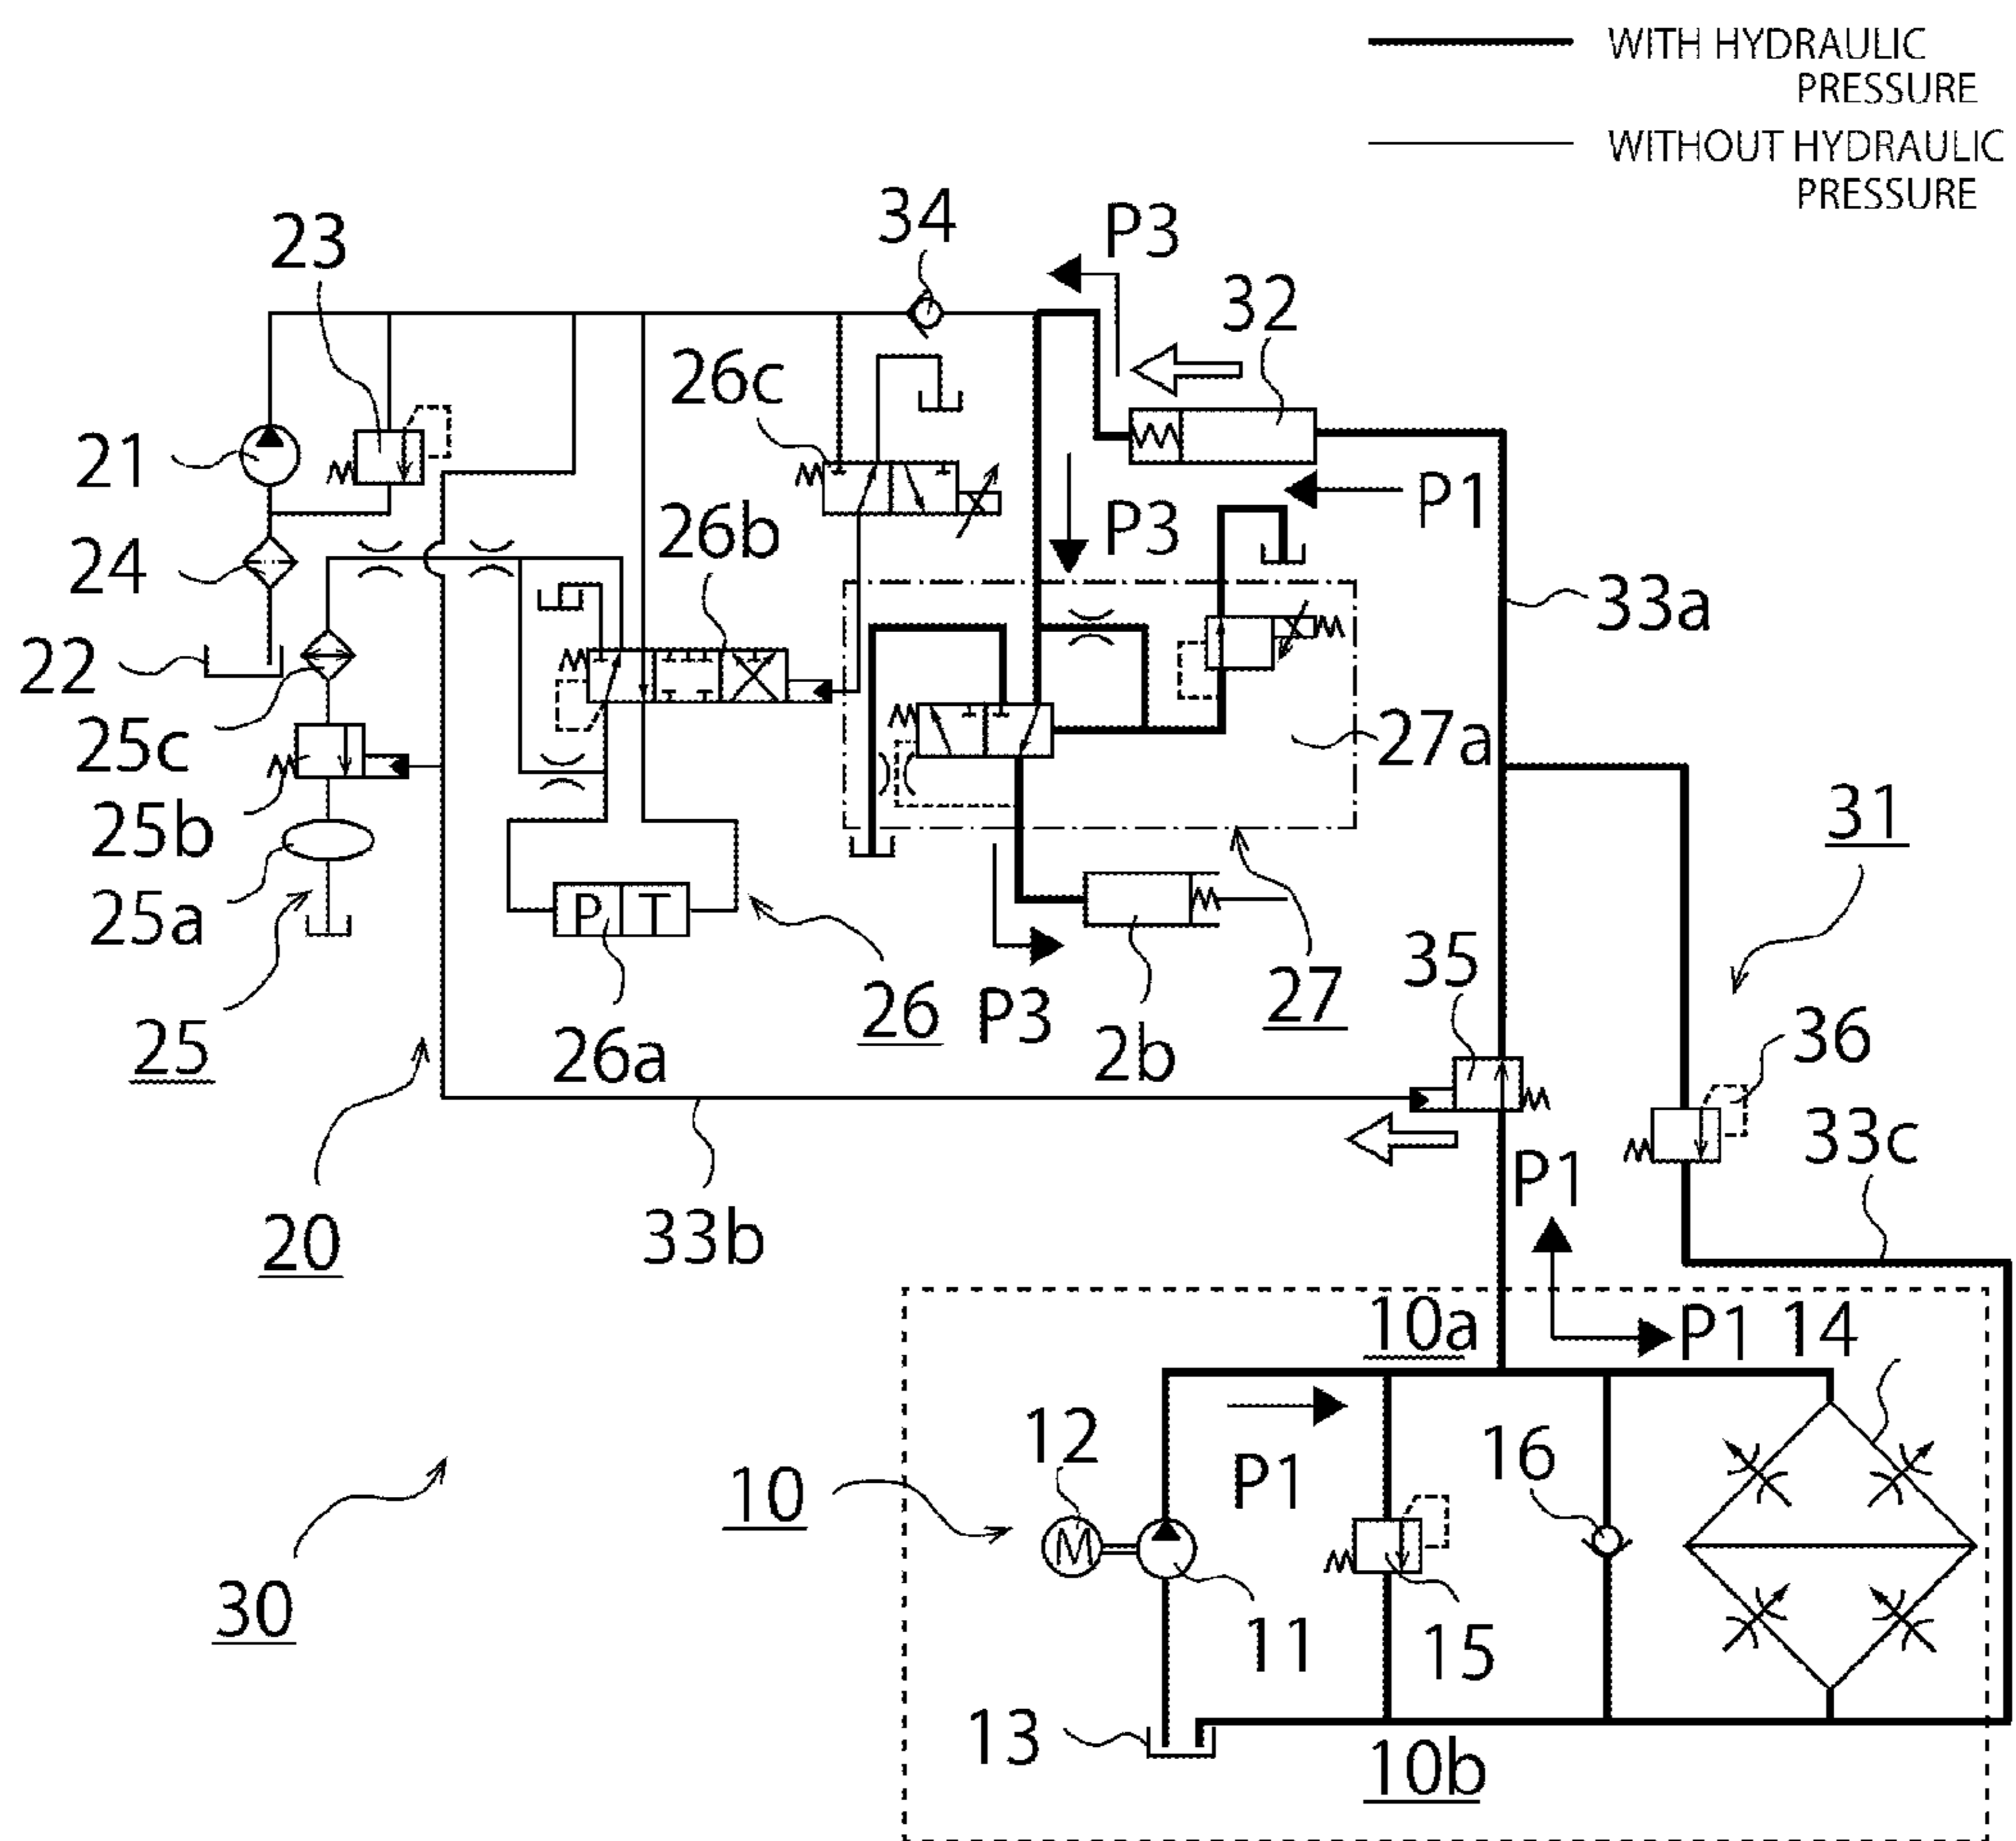 WITH HYDRAULIC
PRESSURE
WITHOUT HYDRAULIC
PRESSURE
34
P3
23
32
26c
21
P1
P3
26b
24
33a
22
25c
27a
25b
31
25a
P T
35
27
26
P3
25
26a
2b
36
33c
P1
20
33b
10a
P1
14
12
16
10
P1
30
11
15
13
10b
M